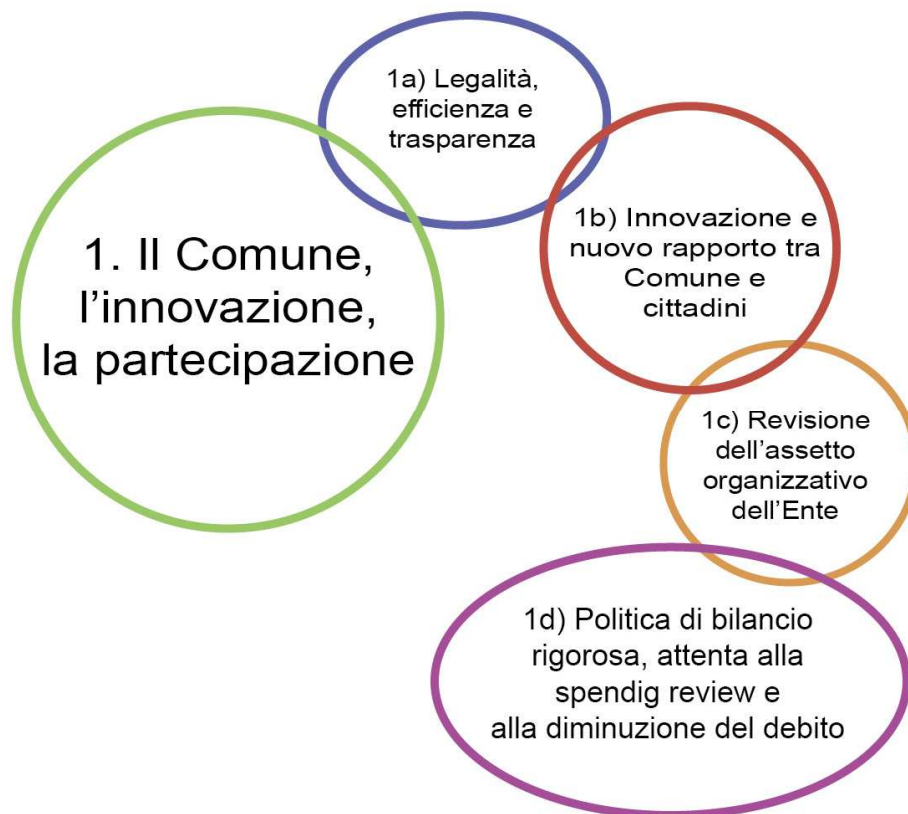 1a) Legalità,
efficienza e
trasparenza
1. Il Comune,
l’innovazione,
la partecipazione
1b) Innovazione e
nuovo rapporto tra
Comune e
cittadini
1c) Revisione
dell’assetto
organizzativo
dell’Ente
1d) Politica di bilancio
rigorosa, attenta alla
spendig review e
alla diminuzione del debito